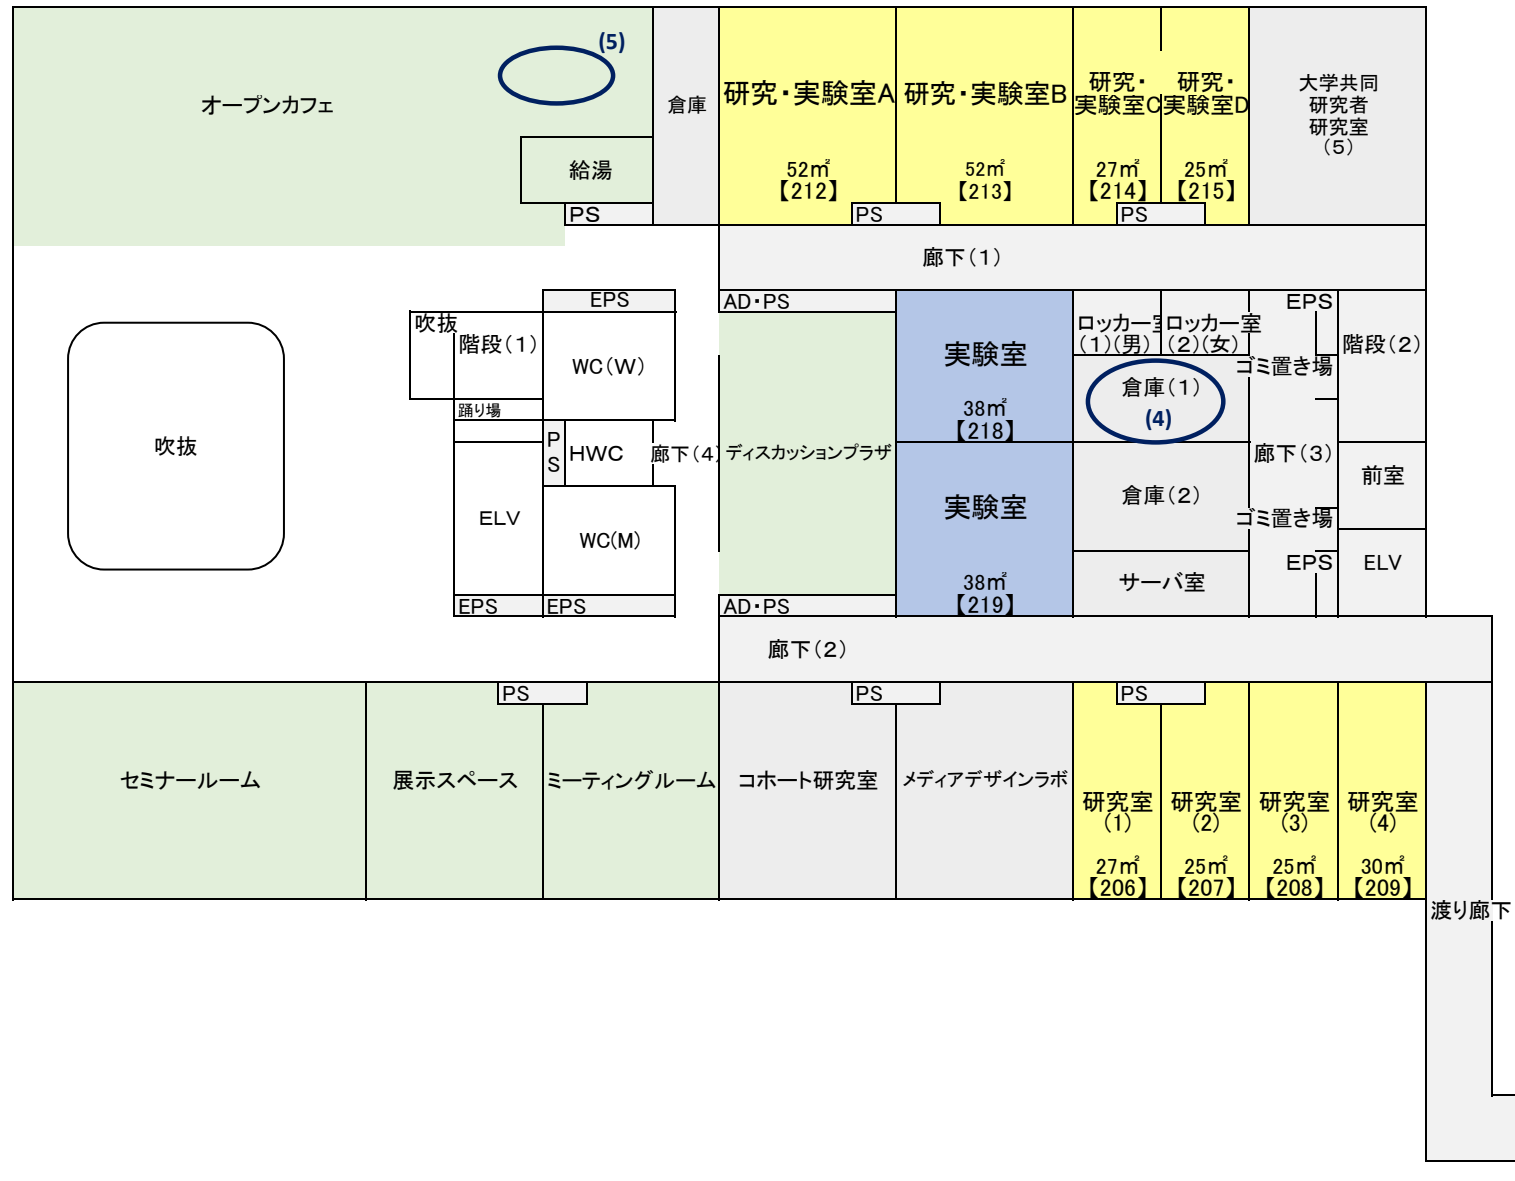 (5)
オープンカフェ
給湯
PS
倉庫
研究・実験室A
52㎡
【212】
研究・実験室B
52㎡
【213】
PS
研究・
実験室C
27㎡
【214】
研究・
実験室D
25㎡
【215】
PS
大学共同
研究者
研究室
(5)
廊下(1)
EPS
吹抜
階段(1)
WC(W)
踊り場
PS
HWC
廊下(4)
ELV
WC(M)
EPS
EPS
吹抜
AD・PS
ディスカッションプラザ
AD・PS
実験室
38㎡
【218】
実験室
38㎡
【219】
ロッカー室
(1)(男)
ロッカー室
(2)(女)
倉庫(1)
(4)
倉庫(2)
サーバ室
EPS
ゴミ置き場
廊下(3)
ゴミ置き場
EPS
階段(2)
前室
ELV
廊下(2)
セミナールーム
展示スペース
PS
ミーティングルーム
コホート研究室
PS
メディアデザインラボ
PS
研究室
(1)
27㎡
【206】
研究室
(2)
25㎡
【207】
研究室
(3)
25㎡
【208】
研究室
(4)
30㎡
【209】
渡り廊下